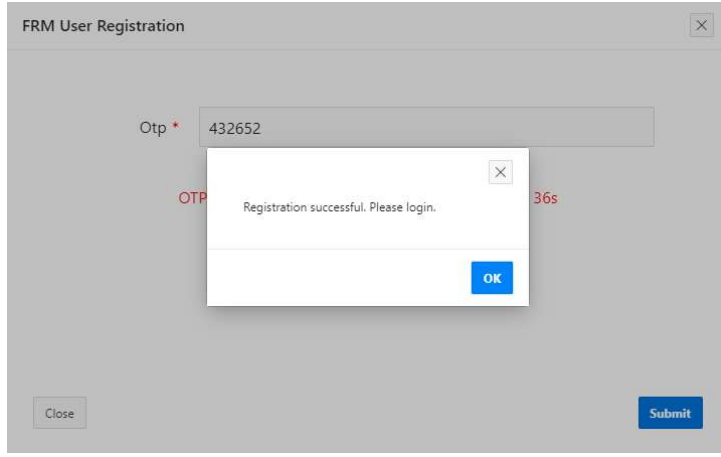 FRM User Registration
Otp * 432652
OTP 36s
Registration successful. Please login.
OK
Close Submit